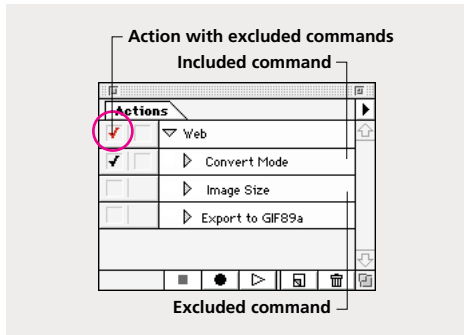 Action with excluded commands
Included command
Actions
Web
Convert Mode
Image Size
Export to GIF89a
Excluded command